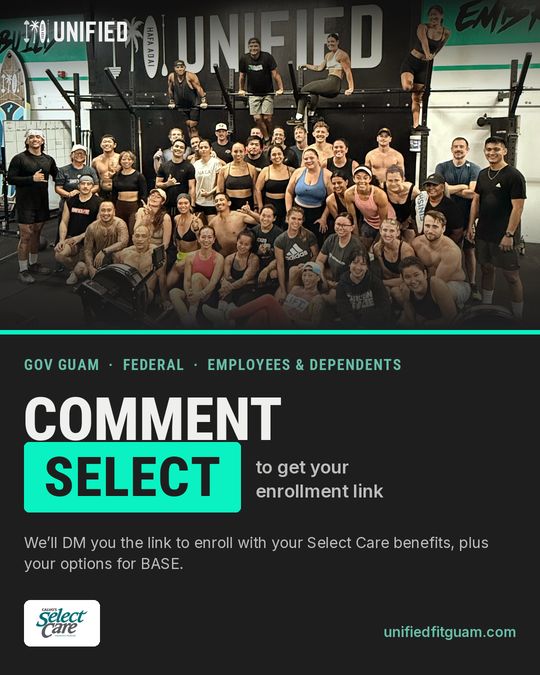 UNIFIED
BUILD
HAFA ADAI
UNIFIED
GOV GUAM · FEDERAL · EMPLOYEES & DEPENDENTS
COMMENT
SELECT
to get your
enrollment link
We’ll DM you the link to enroll with your Select Care benefits, plus
your options for BASE.
CALVO'S
Select
Care
unifiedfitguam.com